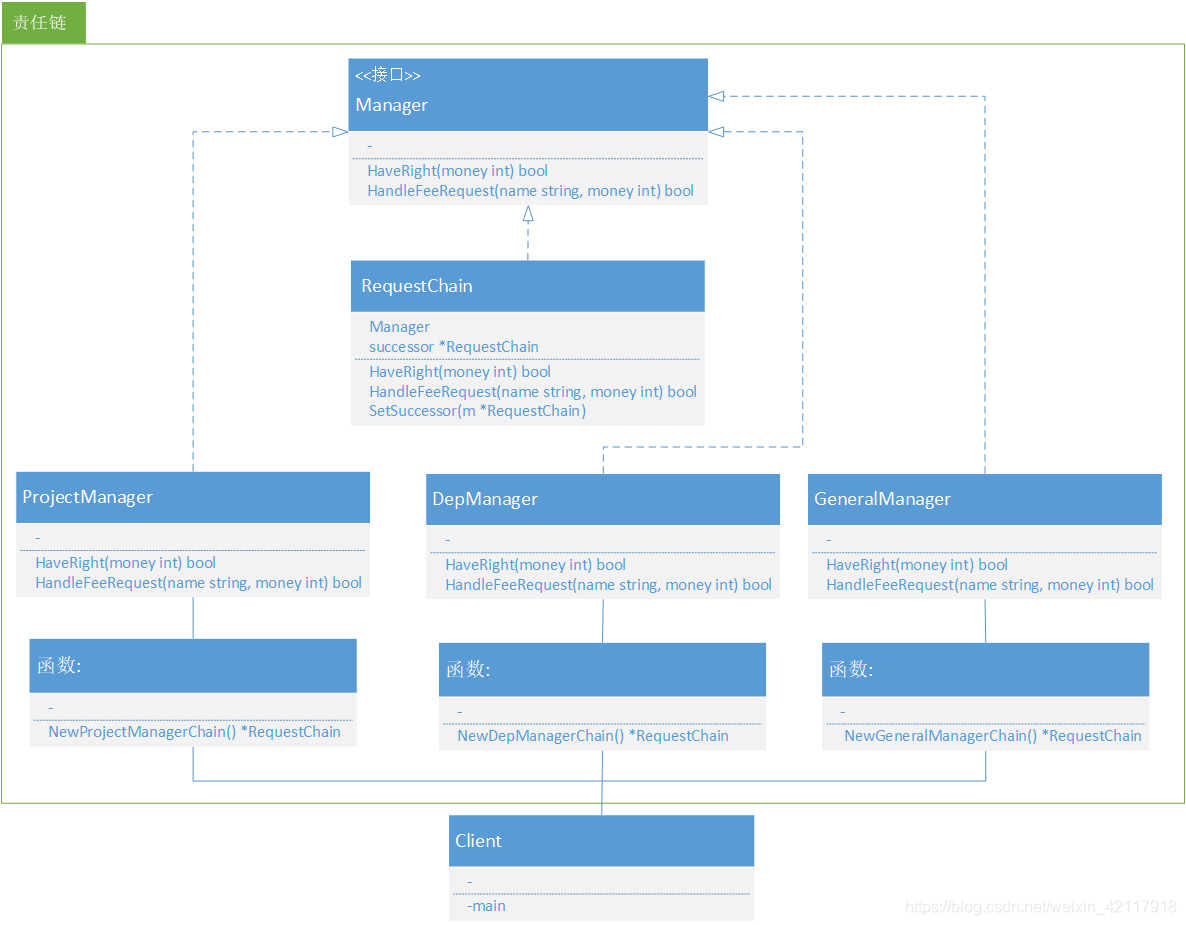 责任链
<<接口>>
Manager
-
HaveRight(money int) bool
HandleFeeRequest(name string, money int) bool
RequestChain
Manager
successor *RequestChain
HaveRight(money int) bool
HandleFeeRequest(name string, money int) bool
SetSuccessor(m *RequestChain)
ProjectManager
-
HaveRight(money int) bool
HandleFeeRequest(name string, money int) bool
DepManager
-
HaveRight(money int) bool
HandleFeeRequest(name string, money int) bool
GeneralManager
-
HaveRight(money int) bool
HandleFeeRequest(name string, money int) bool
函数:
-
NewProjectManagerChain() *RequestChain
函数:
-
NewDepManagerChain() *RequestChain
函数:
-
NewGeneralManagerChain() *RequestChain
Client
-
-main
https://blog.csdn.net/weixin_42117918